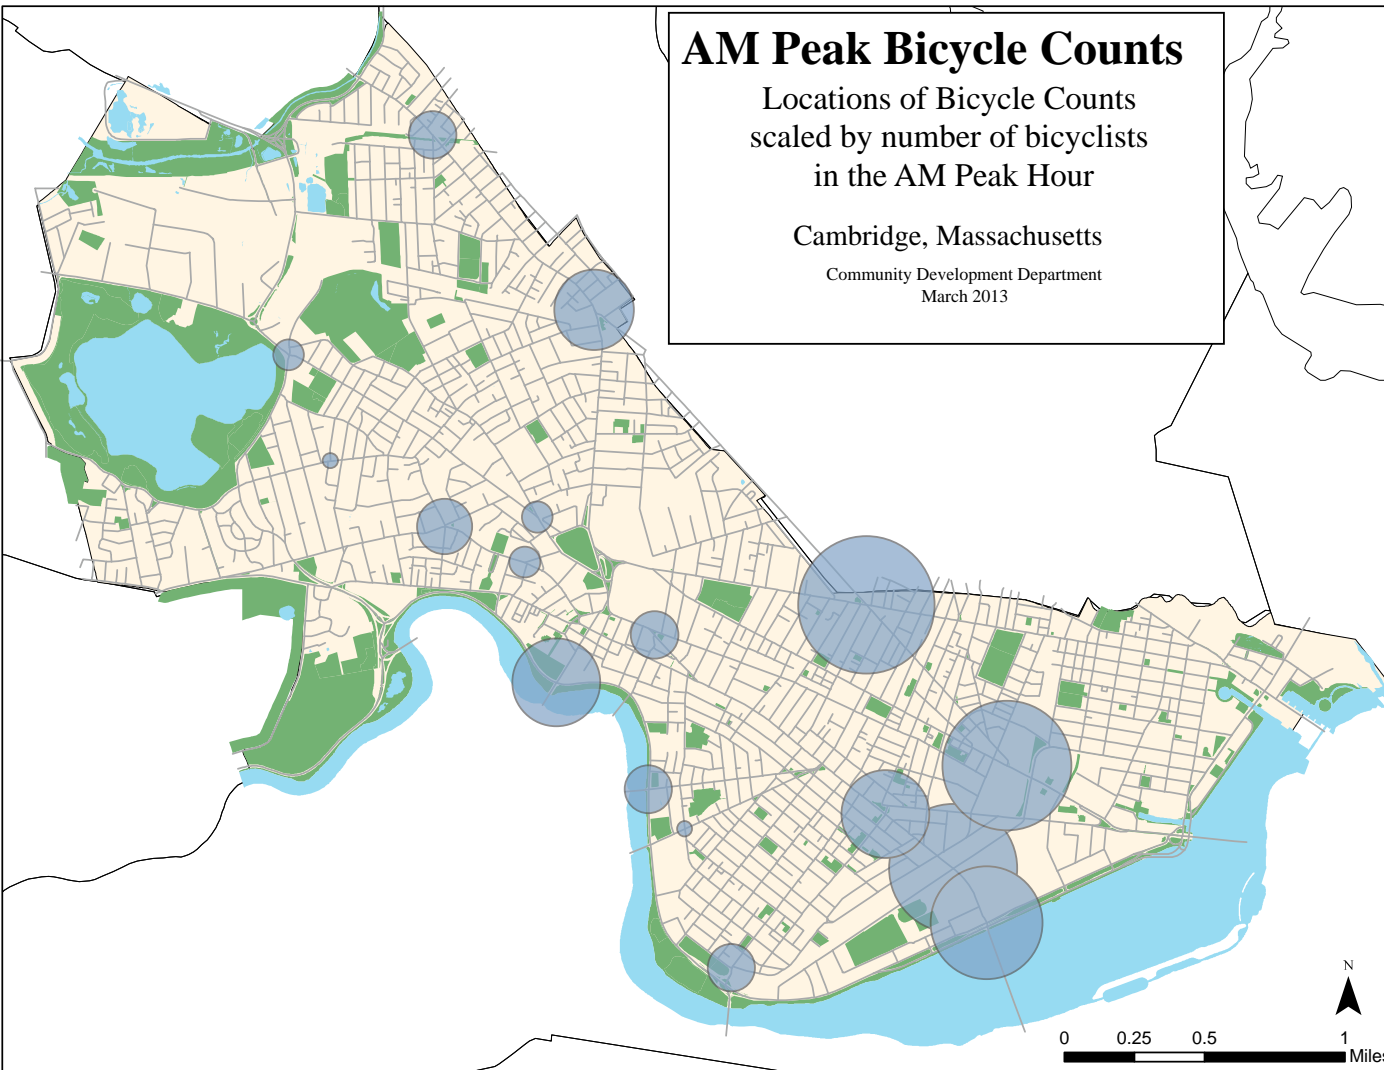 AM Peak Bicycle Counts
Locations of Bicycle Counts
scaled by number of bicyclists
in the AM Peak Hour
Cambridge, Massachusetts
Community Development Department
March 2013
N
0 0.25 0.5 1
Miles